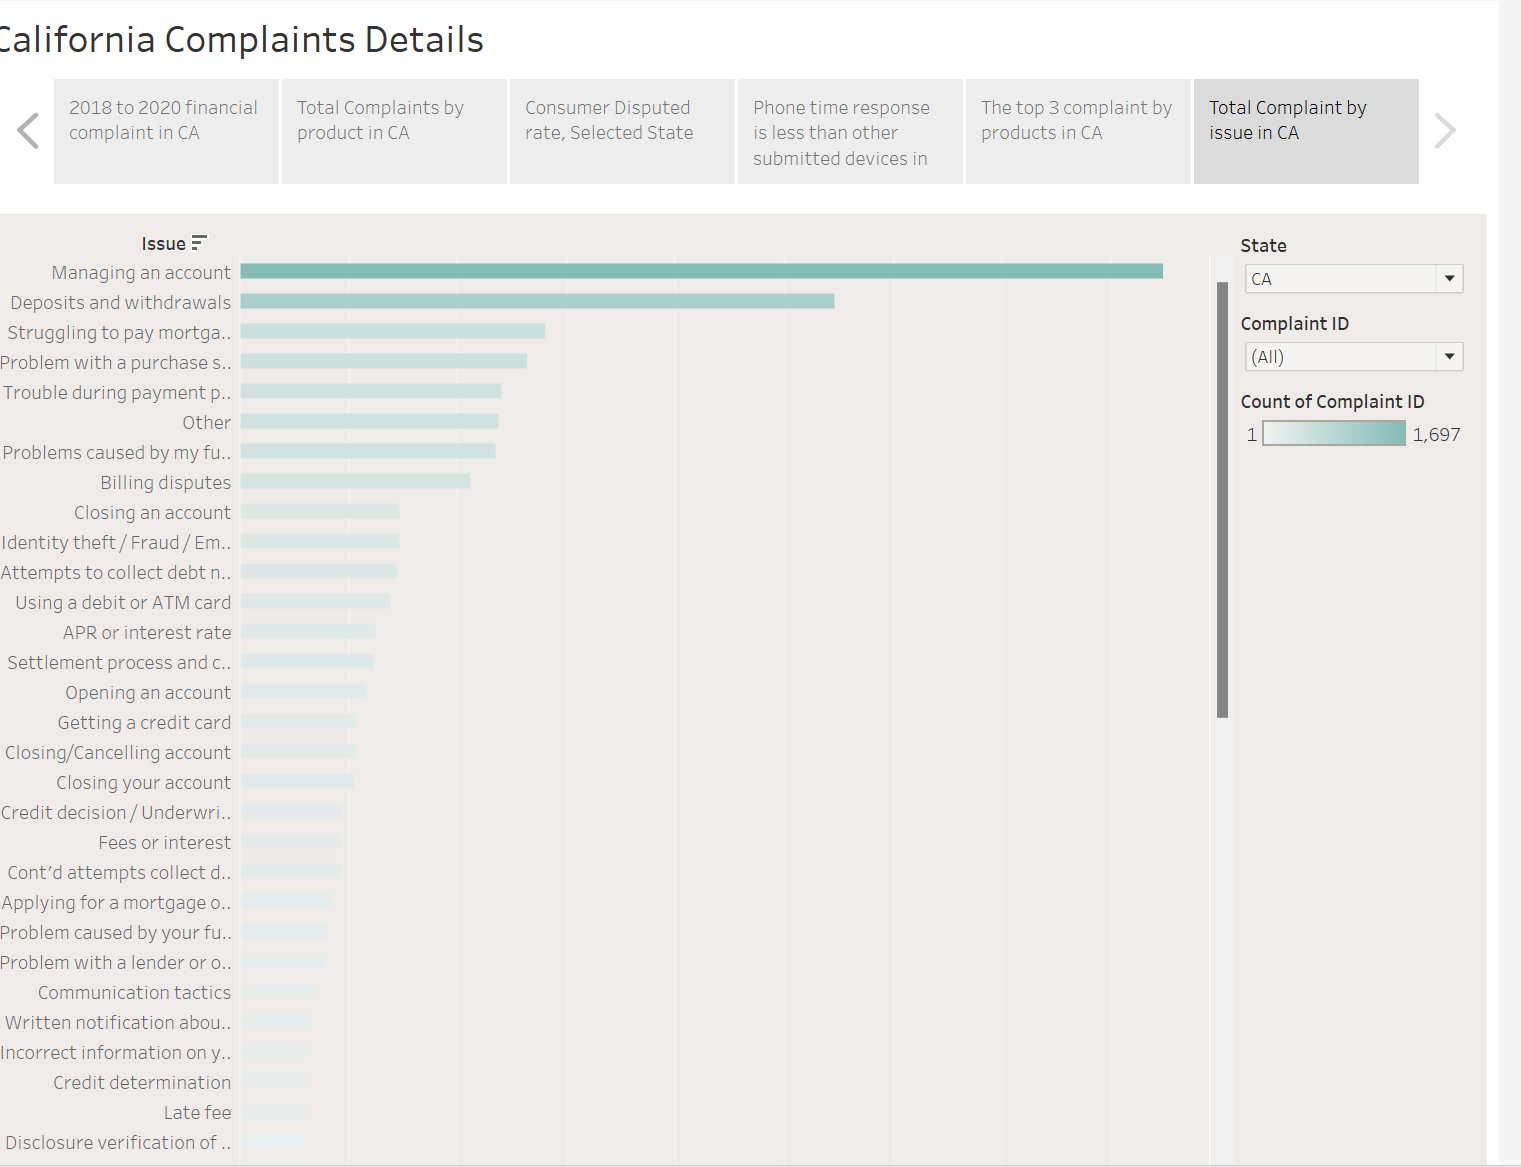 California Complaints Details
2018 to 2020 financial
complaint in CA
Total Complaints by
product in CA
Consumer Disputed
rate, Selected State
Phone time response
is less than other
submitted devices in
The top 3 complaint by
products in CA
Total Complaint by
issue in CA
Issue
Managing an account
Deposits and withdrawals
Struggling to pay mortga..
Problem with a purchase s..
Trouble during payment p..
Other
Problems caused by my fu..
Billing disputes
Closing an account
Identity theft / Fraud / Em..
Attempts to collect debt n..
Using a debit or ATM card
APR or interest rate
Settlement process and c..
Opening an account
Getting a credit card
Closing/Cancelling account
Closing your account
Credit decision / Underwri..
Fees or interest
Cont’d attempts collect d..
Applying for a mortgage o..
Problem caused by your fu..
Problem with a lender or o..
Communication tactics
Written notification abou..
Incorrect information on y..
Credit determination
Late fee
Disclosure verification of ..
State
CA
Complaint ID
(All)
Count of Complaint ID
1 1,697